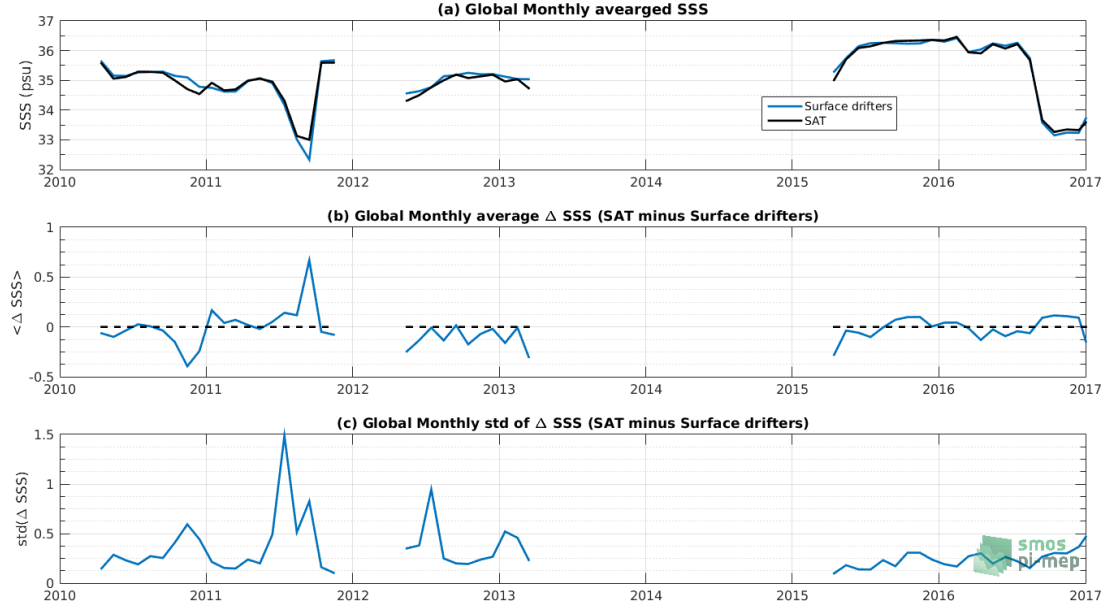 (a) Global Monthly avearged SSS
37
36
35
34
33
32
SSS (psu)
Surface drifters
SAT
2010 2011 2012 2013 2014 2015 2016 2017
(b) Global Monthly average Δ SSS (SAT minus Surface drifters)
1
0.5
0
-0.5
<Δ SSS>
2010 2011 2012 2013 2014 2015 2016 2017
(c) Global Monthly std of Δ SSS (SAT minus Surface drifters)
1.5
1
0.5
0
std(Δ SSS)
smos
pi-mep
2010 2011 2012 2013 2014 2015 2016 2017